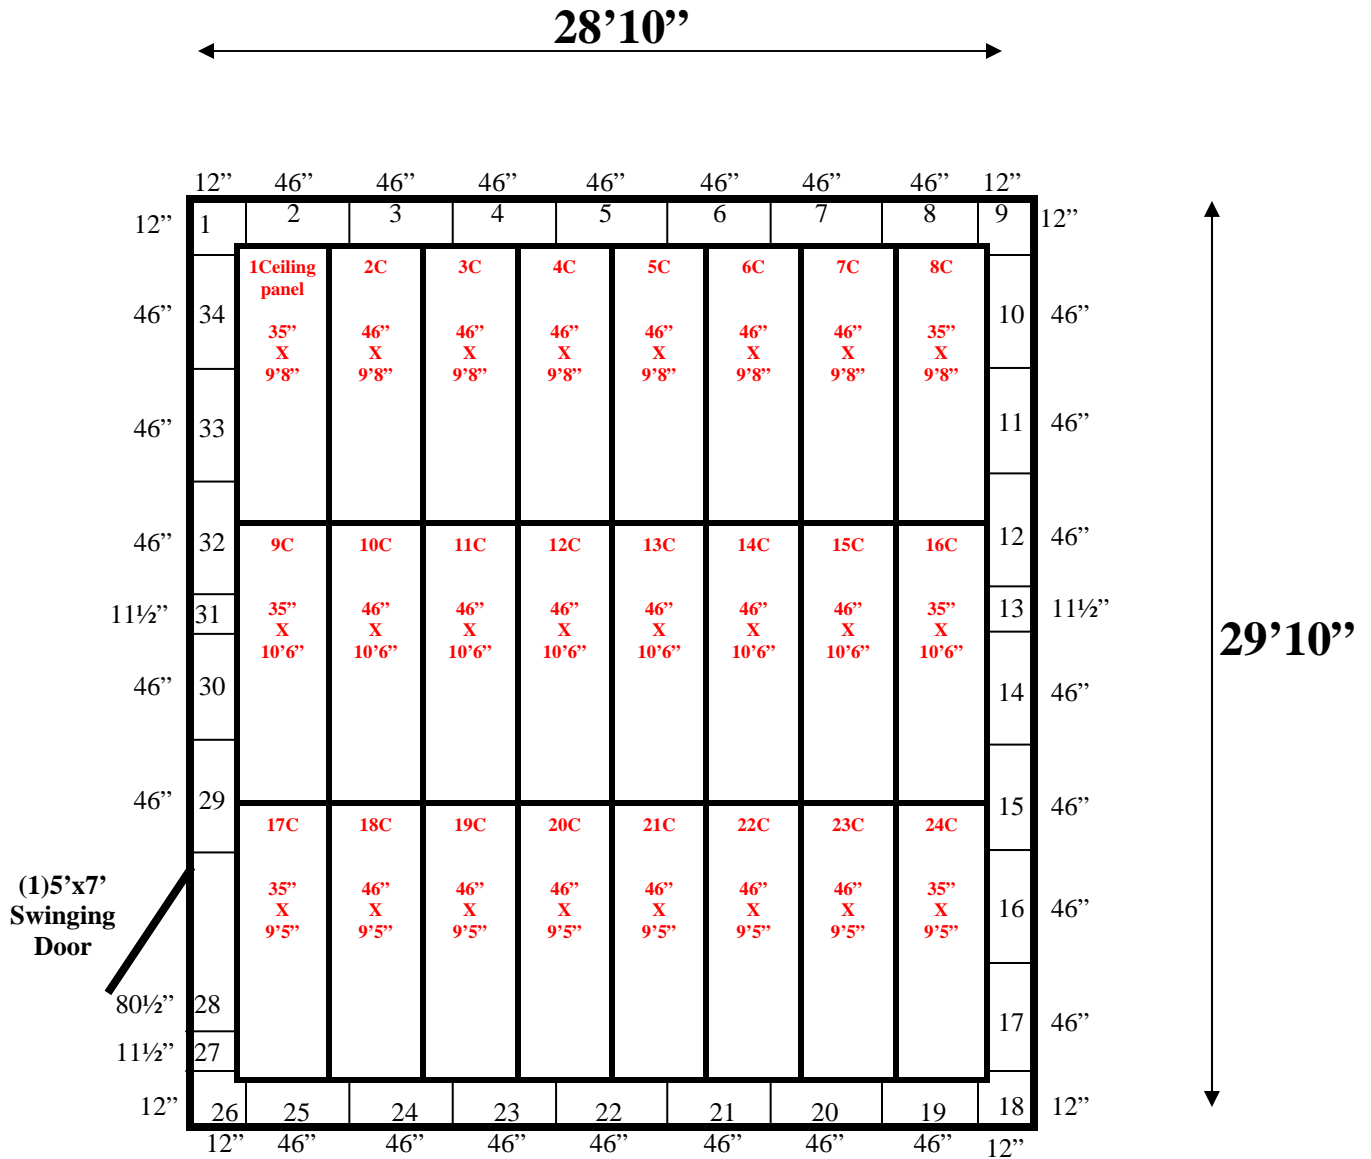 28’10”
12” 46” 46” 46” 46” 46” 46” 46” 12”
12” 1 2 3 4 5 6 7 8 9 12”
1Ceiling 2C 3C 4C 5C 6C 7C 8C
panel
46” 34 10 46”
35” 46” 46” 46” 46” 46” 46” 35”
X X X X X X X X
9’8” 9’8” 9’8” 9’8” 9’8” 9’8” 9’8” 9’8”
46” 33 11 46”
46” 32 12 46”
9C 10C 11C 12C 13C 14C 15C 16C
11½” 31 13 11½”
35” 46” 46” 46” 46” 46” 46” 35”
X X X X X X X X
10’6” 10’6” 10’6” 10’6” 10’6” 10’6” 10’6” 10’6”
29’10”
46” 30 14 46”
46” 29 15 46”
17C 18C 19C 20C 21C 22C 23C 24C
(1)5’x7’
Swinging
Door
35” 46” 46” 46” 46” 46” 46” 35”
X X X X X X X X
9’5” 9’5” 9’5” 9’5” 9’5” 9’5” 9’5” 9’5”
16 46”
80½” 28
17 46”
11½” 27
12” 26 25 24 23 22 21 20 19 18 12”
12” 46” 46” 46” 46” 46” 46” 46” 12”